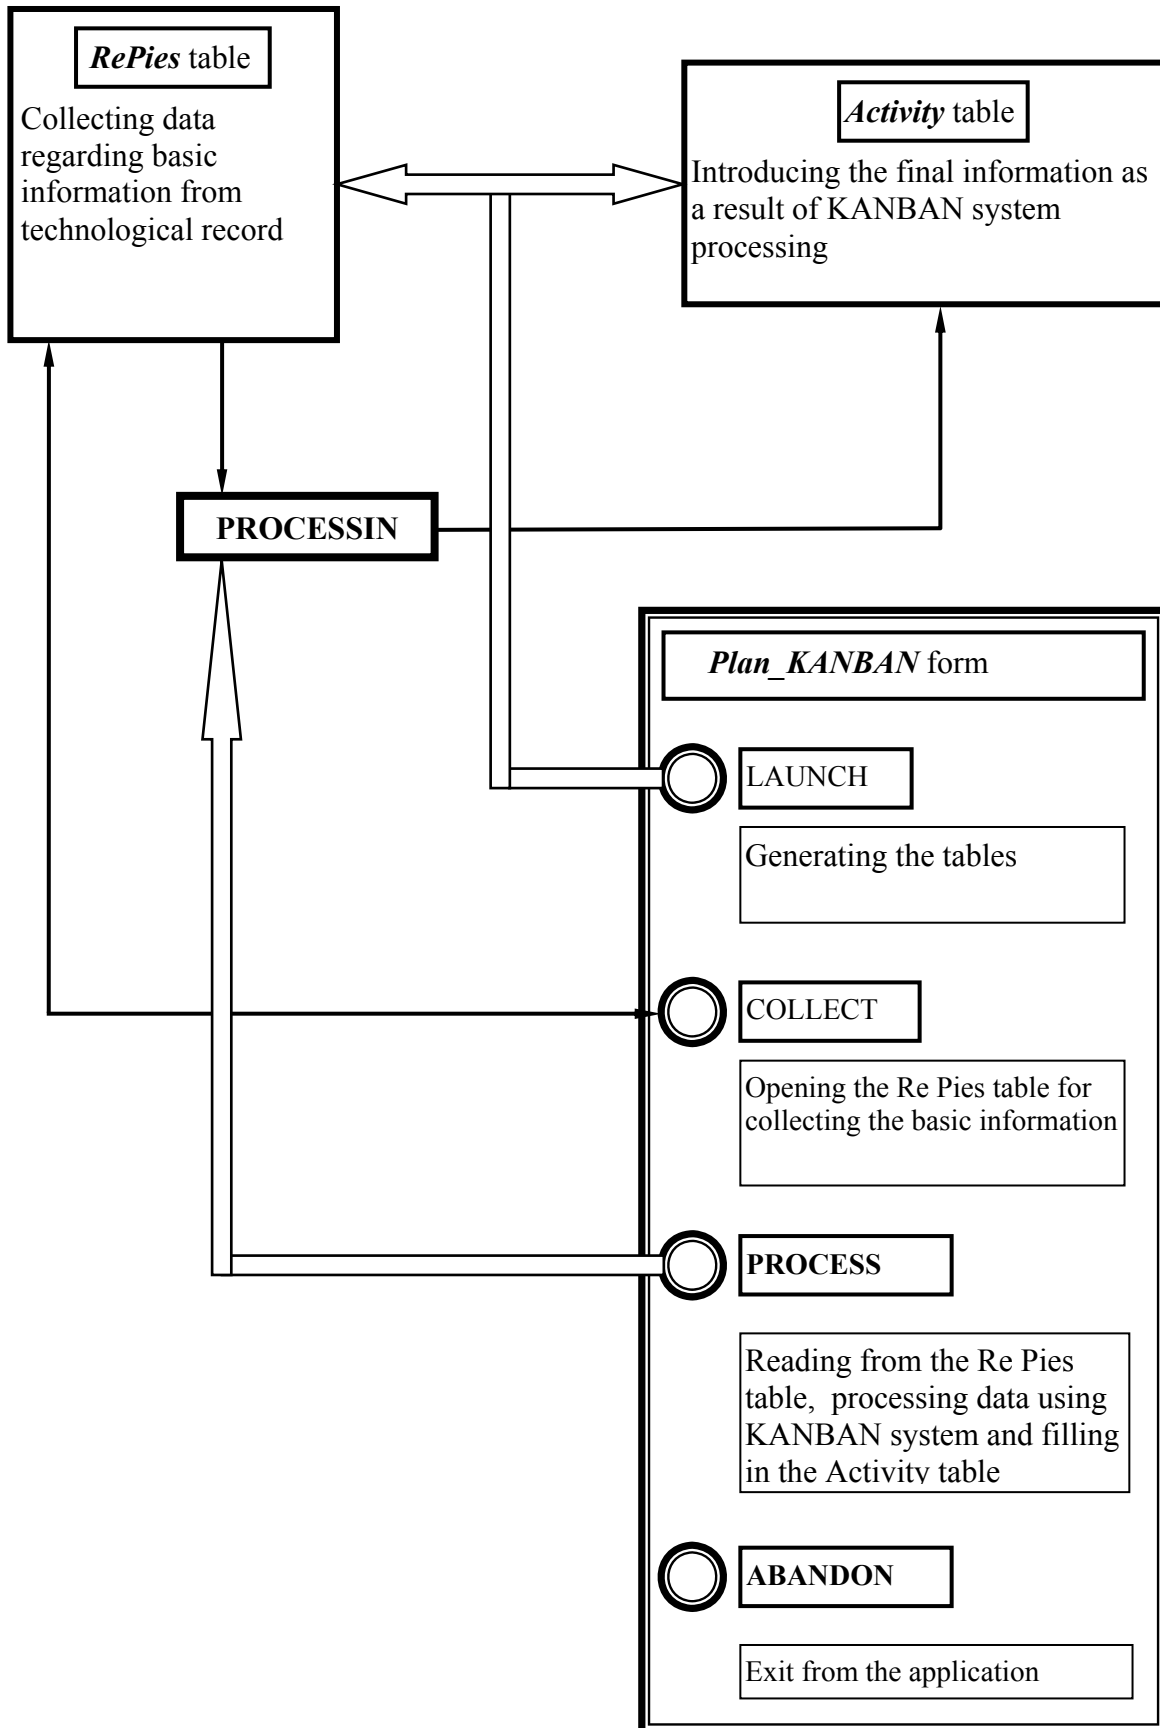 RePies table
Collecting data
regarding basic
information from
technological record
Activity table
Introducing the final information as
a result of KANBAN system
processing
PROCESSIN
Plan_KANBAN form
LAUNCH
Generating the tables
COLLECT
Opening the Re Pies table for
collecting the basic information
PROCESS
Reading from the Re Pies
table,  processing data using
KANBAN system and filling
in the Activity table
ABANDON
Exit from the application